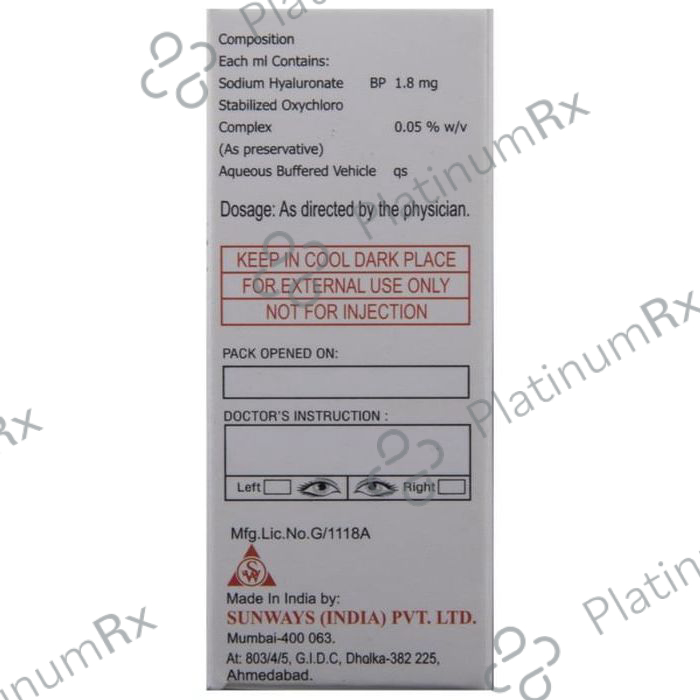 Composition
Each ml Contains:
Sodium Hyaluronate BP 1.8 mg
Stabilized Oxychloro
Complex 0.05 % w/v
(As preservative)
Aqueous Buffered Vehicle qs
Dosage: As directed by the physician.
KEEP IN COOL DARK PLACE
FOR EXTERNAL USE ONLY
NOT FOR INJECTION
PACK OPENED ON:
DOCTOR'S INSTRUCTION :
Left Right
Mfg.Lic.No.G/1118A
SW
Made In India by:
SUNWAYS (INDIA) PVT. LTD.
Mumbai-400 063.
At: 803/4/5, G.I.D.C, Dholka-382 225,
Ahmedabad.
PlatinumRx
PlatinumRx
PlatinumRx
Rx
PlatinumRx
tinumRx